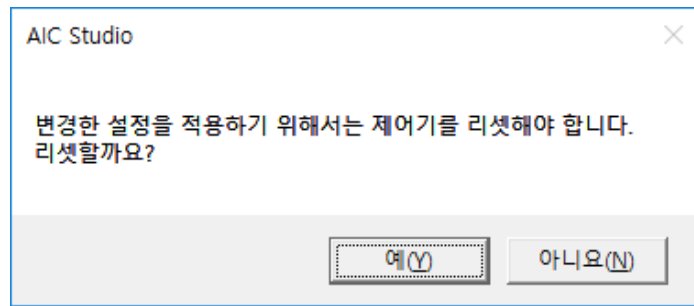 AIC Studio
변경한 설정을 적용하기 위해서는 제어기를 리셋해야 합니다.
리셋할까요?
예(Y)
아니요(N)